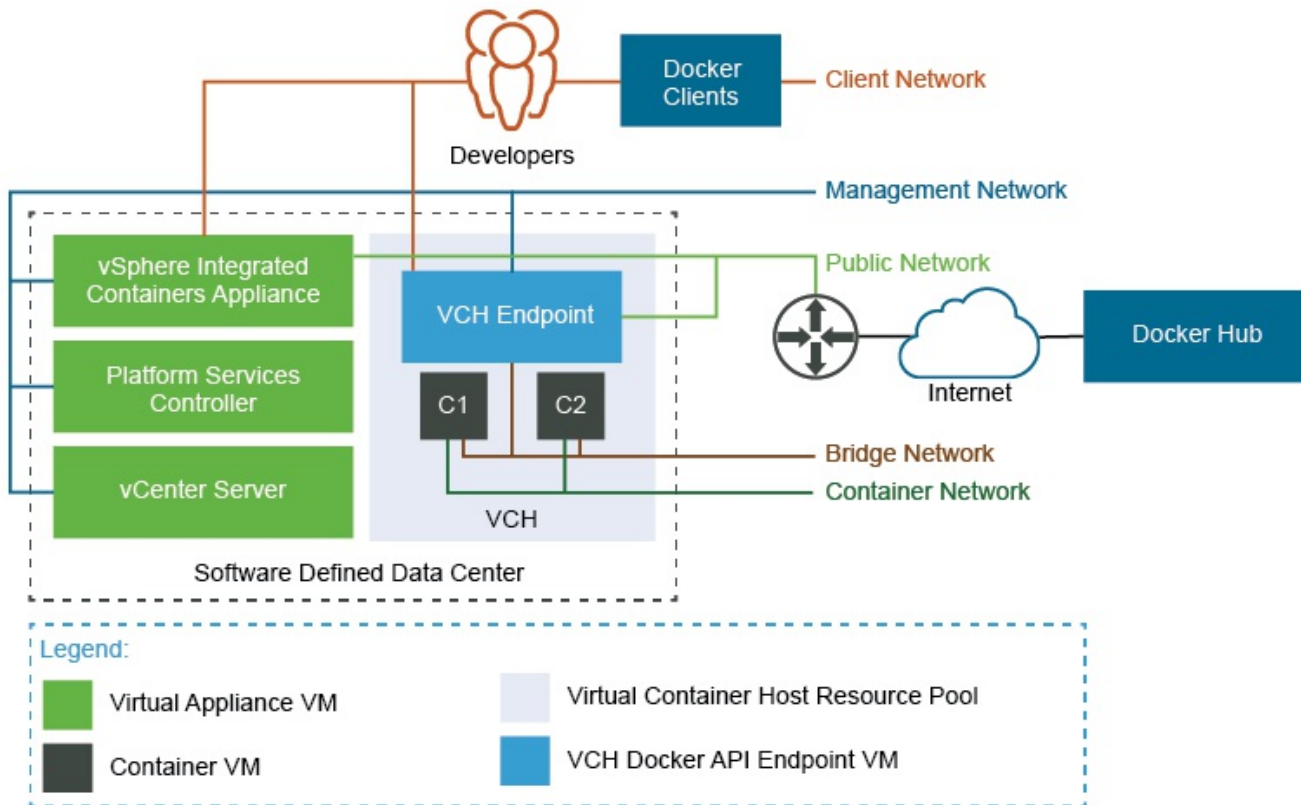 Docker
Clients
Client Network
Developers
Management Network
vSphere Integrated
Containers Appliance
Public Network
VCH Endpoint
Docker Hub
Platform Services
Controller
C1
C2
Internet
Bridge Network
vCenter Server
Container Network
VCH
Software Defined Data Center
Legend:
Virtual Appliance VM
Virtual Container Host Resource Pool
Container VM
VCH Docker API Endpoint VM